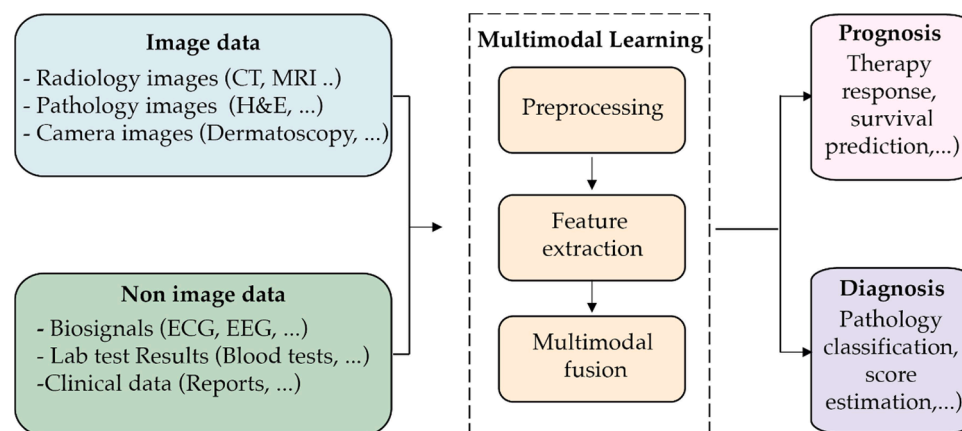 Image data
- Radiology images (CT, MRI ..)
- Pathology images (H&E, ...)
- Camera images (Dermatoscopy, ...)
Non image data
- Biosignals (ECG, EEG, ...)
- Lab test Results (Blood tests, ...)
-Clinical data (Reports, ...)
Multimodal Learning
Preprocessing
Feature
extraction
Multimodal
fusion
Prognosis
Therapy
response,
survival
prediction,...)
Diagnosis
Pathology
classification,
score
estimation,...)